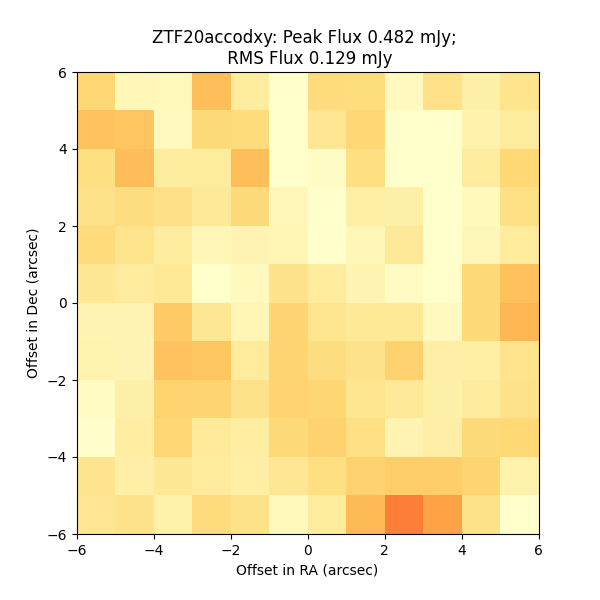 ZTF20accodxy: Peak Flux 0.482 mJy;
RMS Flux 0.129 mJy
6
4
2
0
−2
−4
−6
Offset in Dec (arcsec)
−6 −4 −2 0 2 4 6
Offset in RA (arcsec)